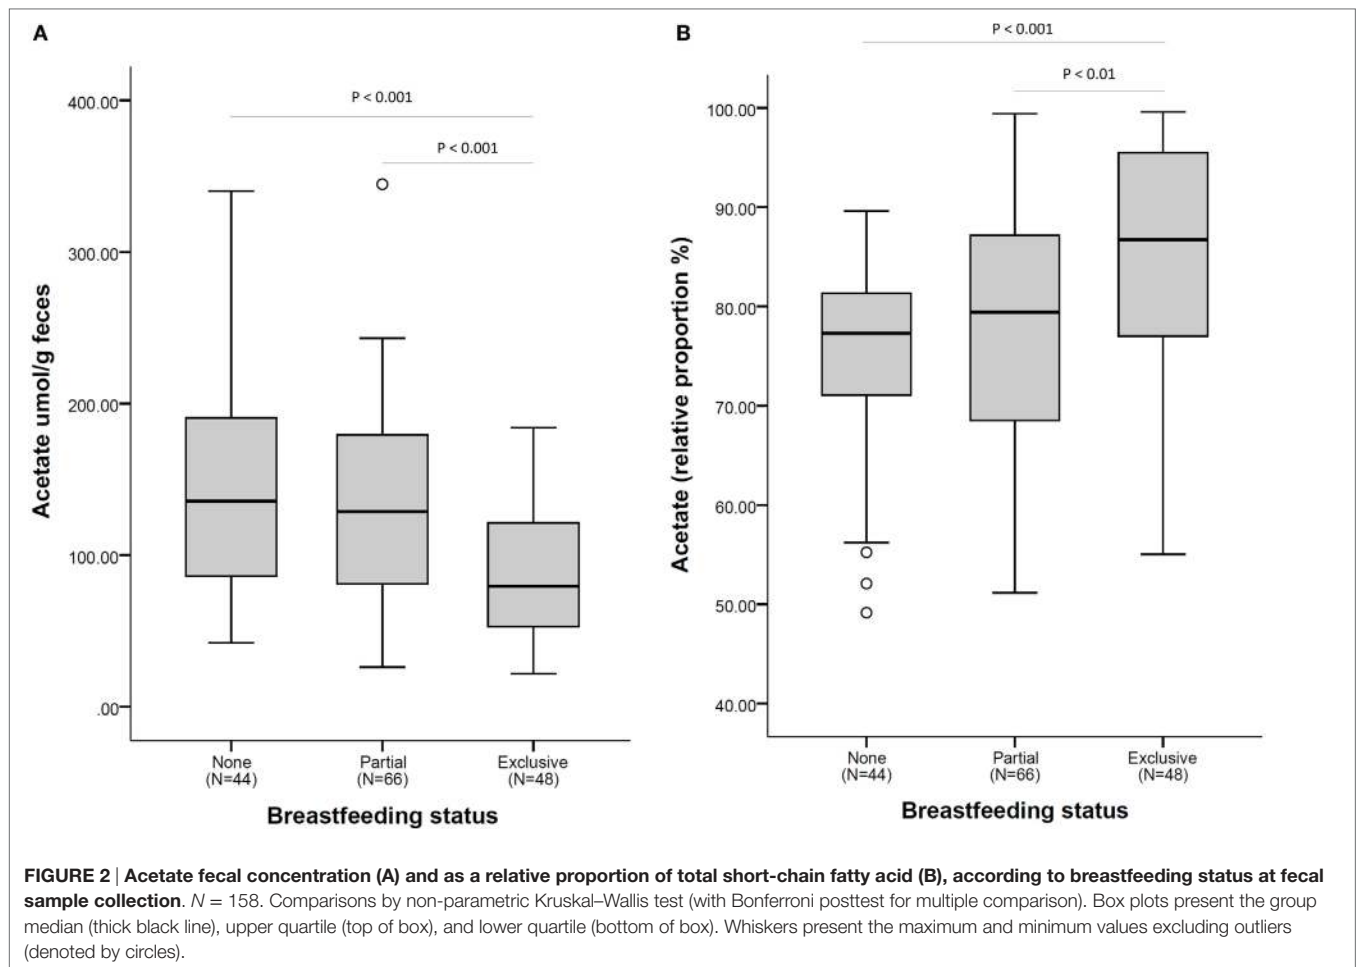 A
P < 0.001
P < 0.001
400.00
300.00
200.00
100.00
.00
Acetate umol/g feces
None
(N=44)
Partial
(N=66)
Exclusive
(N=48)
Breastfeeding status
B
P < 0.001
P < 0.01
100.00
90.00
80.00
70.00
60.00
50.00
40.00
Acetate (relative proportion %)
None
(N=44)
Partial
(N=66)
Exclusive
(N=48)
Breastfeeding status
FIGURE 2 | Acetate fecal concentration (A) and as a relative proportion of total short-chain fatty acid (B), according to breastfeeding status at fecal
sample collection. N = 158. Comparisons by non-parametric Kruskal–Wallis test (with Bonferroni posttest for multiple comparison). Box plots present the group
median (thick black line), upper quartile (top of box), and lower quartile (bottom of box). Whiskers present the maximum and minimum values excluding outliers
(denoted by circles).